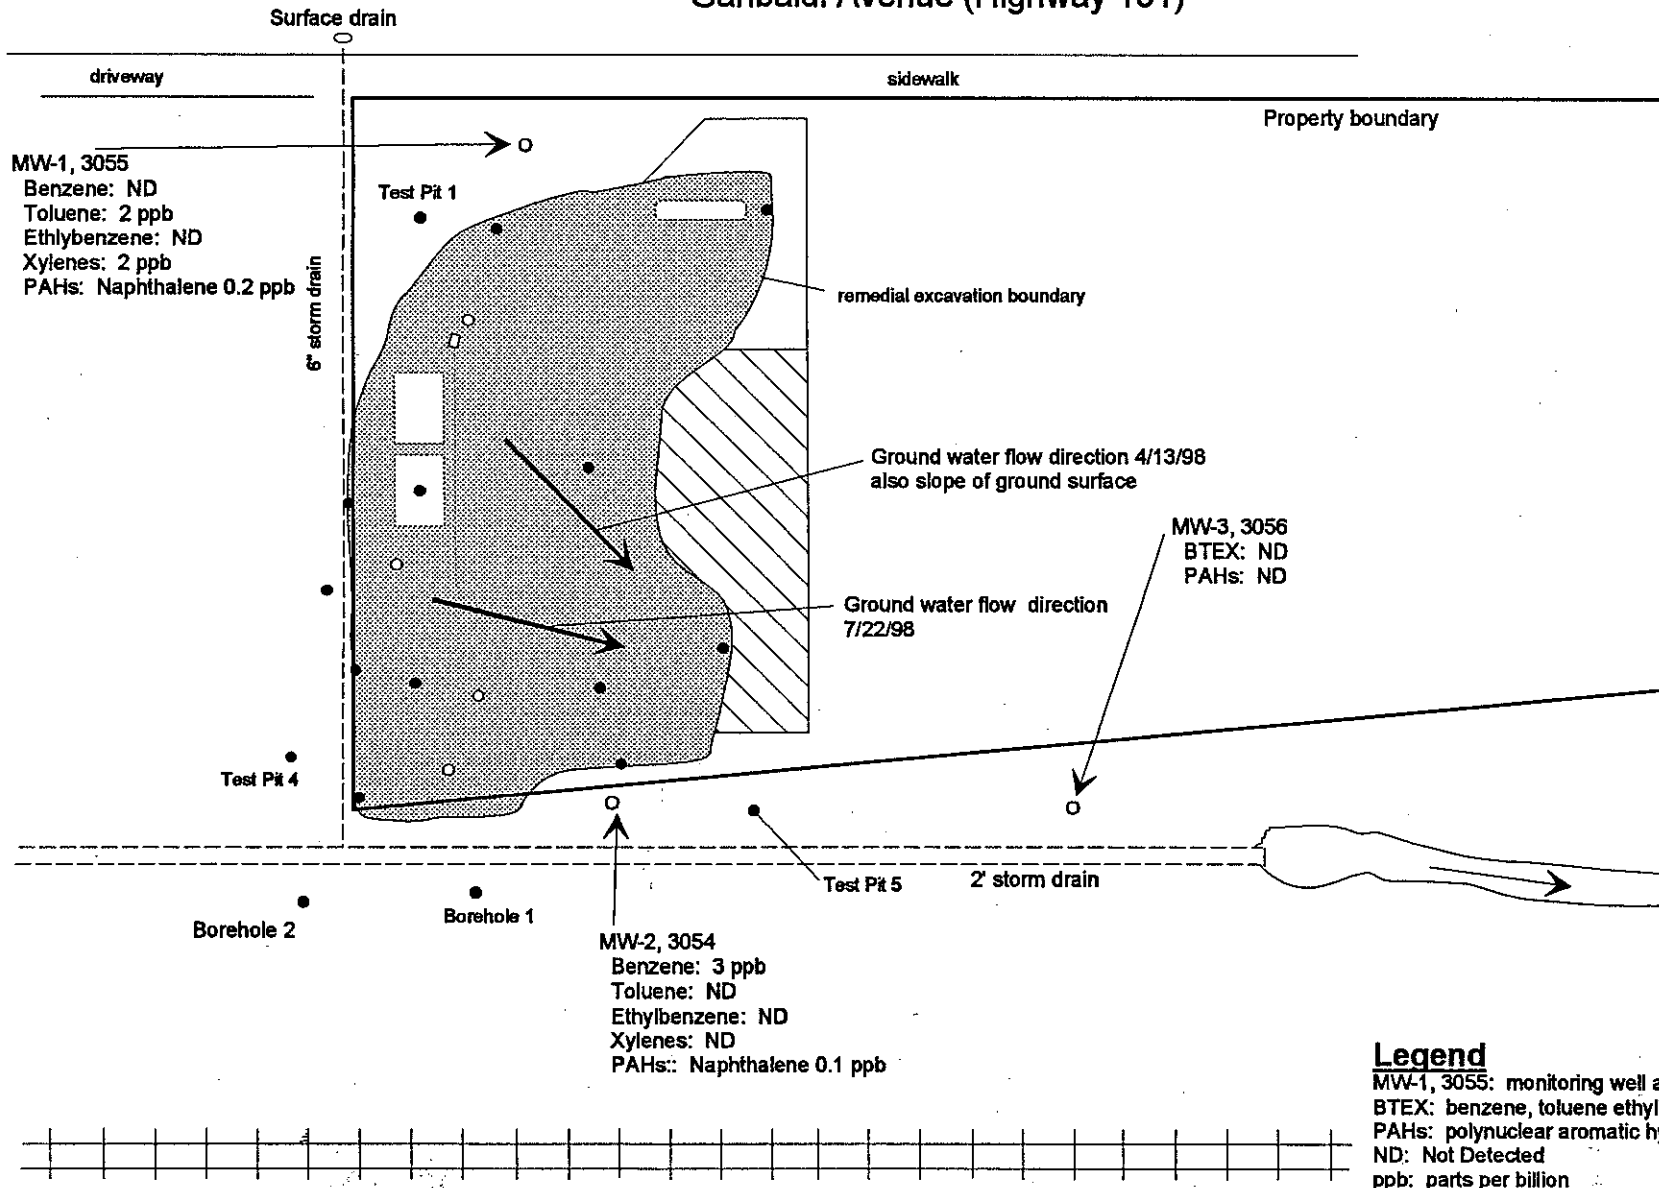 Garibaldi Avenue (Highway 101)
Surface drain
driveway
sidewalk
Property boundary
MW-1, 3055
Benzene: ND
Toluene: 2 ppb
Ethlybenzene: ND
Xylenes: 2 ppb
PAHs: Naphthalene 0.2 ppb
Test Pit 1
6" storm drain
remedial excavation boundary
Ground water flow direction 4/13/98
also slope of ground surface
MW-3, 3056
BTEX: ND
PAHs: ND
Ground water flow direction
7/22/98
Test Pit 4
Test Pit 5
2' storm drain
Borehole 2
Borehole 1
MW-2, 3054
Benzene: 3 ppb
Toluene: ND
Ethylbenzene: ND
Xylenes: ND
PAHs:: Naphthalene 0.1 ppb
Legend
MW-1, 3055: monitoring well a
BTEX: benzene, toluene ethyl
PAHs: polynuclear aromatic hy
ND: Not Detected
ppb: parts per billion